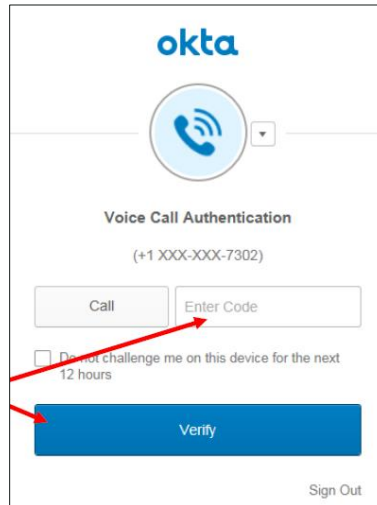 okta
Voice Call Authentication
(+1 XXX-XXX-7302)
Call
Enter Code
Do not challenge me on this device for the next
12 hours
Verify
Sign Out